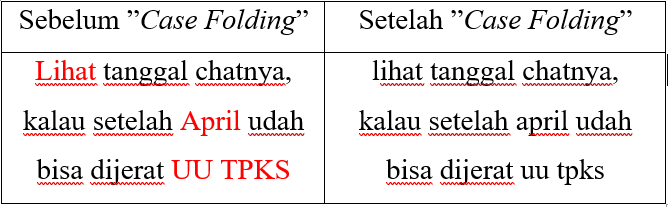 Sebelum ”Case Folding”
Setelah ”Case Folding”
Lihat tanggal chatnya,
kalau setelah April udah
bisa dijerat UU TPKS
lihat tanggal chatnya,
kalau setelah april udah
bisa dijerat uu tpks